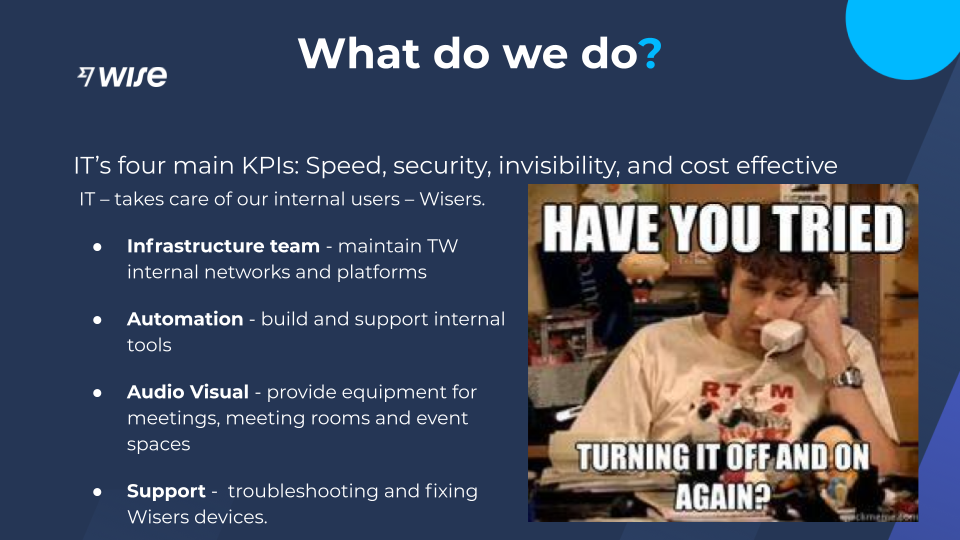 What do we do?
wise
IT’s four main KPIs: Speed, security, invisibility, and cost effective
IT – takes care of our internal users – Wisers.
● Infrastructure team - maintain TW
internal networks and platforms
● Automation - build and support internal
tools
● Audio Visual - provide equipment for
meetings, meeting rooms and event
spaces
● Support - troubleshooting and fixing
Wisers devices.
HAVE YOU TRIED
RTFM
TURNING IT OFF AND ON
AGAIN?
quickmeme.com